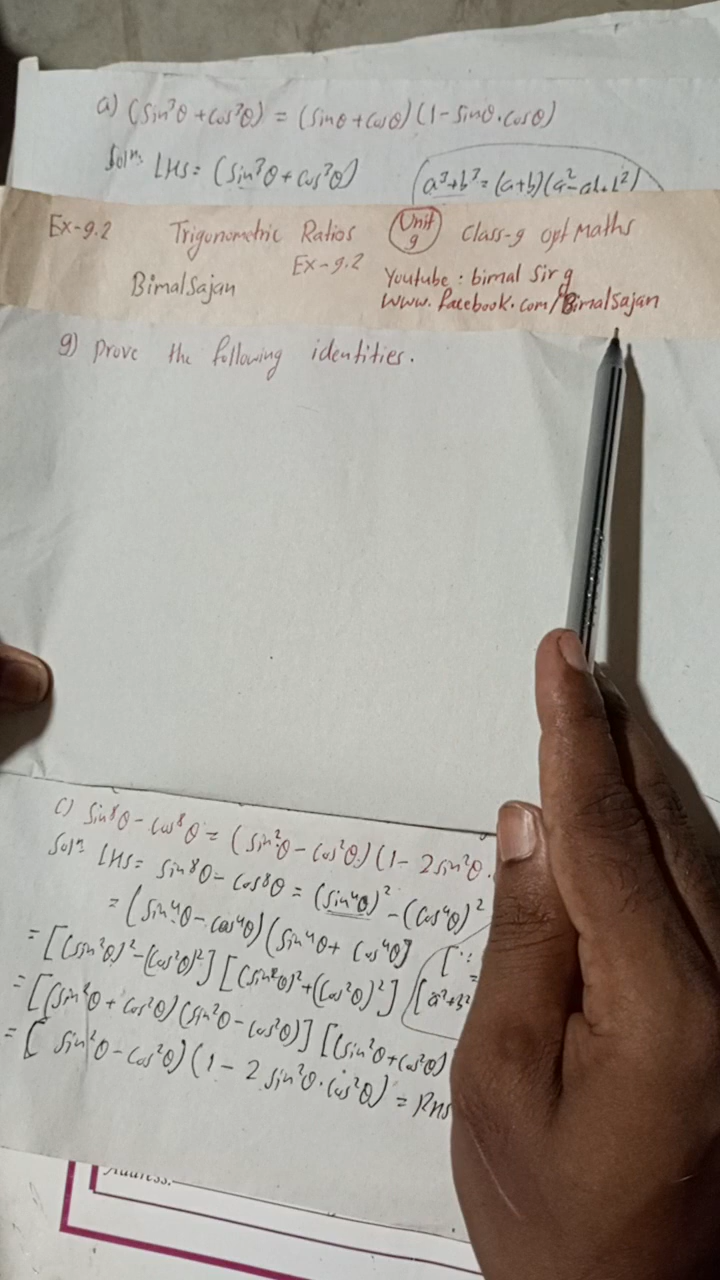 a) (Sin³θ + Cos³θ) = (Sinθ + Cosθ) (1 - Sinθ.Cosθ)
Solⁿ: LHS = (Sin³θ + Cos³θ)
a³+b³ = (a+b)(a²-ab+b²)
Ex-9.2 Trigonometric Ratios Unit 9 Class-9 opt Maths
Ex-9.2
BimalSajan
Youtube : bimal Sir g
Www.facebook.com/BimalSajan
9) Prove the following identities.
c) Sin⁸θ - Cos⁸θ = (Sin²θ - Cos²θ) (1 - 2Sin²θ.
Solⁿ: LHS = Sin⁸θ - Cos⁸θ = (Sin⁴θ)² - (Cos⁴θ)²
= (Sin⁴θ - Cos⁴θ) (Sin⁴θ + Cos⁴θ) [∵
= [(Sin²θ)² - (Cos²θ)²] [(Sin²θ)² + (Cos²θ)²] [a²+b²
= [(Sin²θ + Cos²θ) (Sin²θ - Cos²θ)] [(Sin²θ + Cos²θ)
= [Sin²θ - Cos²θ) (1 - 2 Sin²θ.Cos²θ) = RHS
Address: